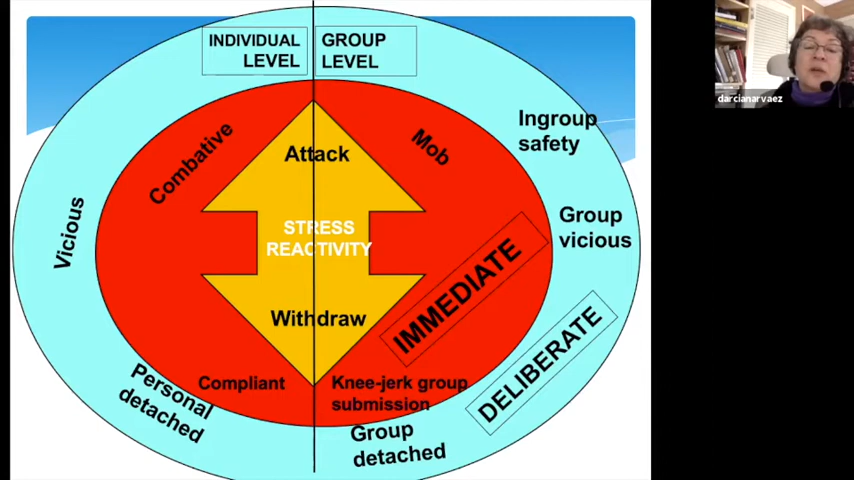 INDIVIDUAL
LEVEL
GROUP
LEVEL
Ingroup
safety
Combative
Mob
Attack
Vicious
Group
vicious
STRESS
REACTIVITY
IMMEDIATE
Withdraw
DELIBERATE
Personal
detached
Compliant
Knee-jerk group
submission
Group
detached
darcianarvaez